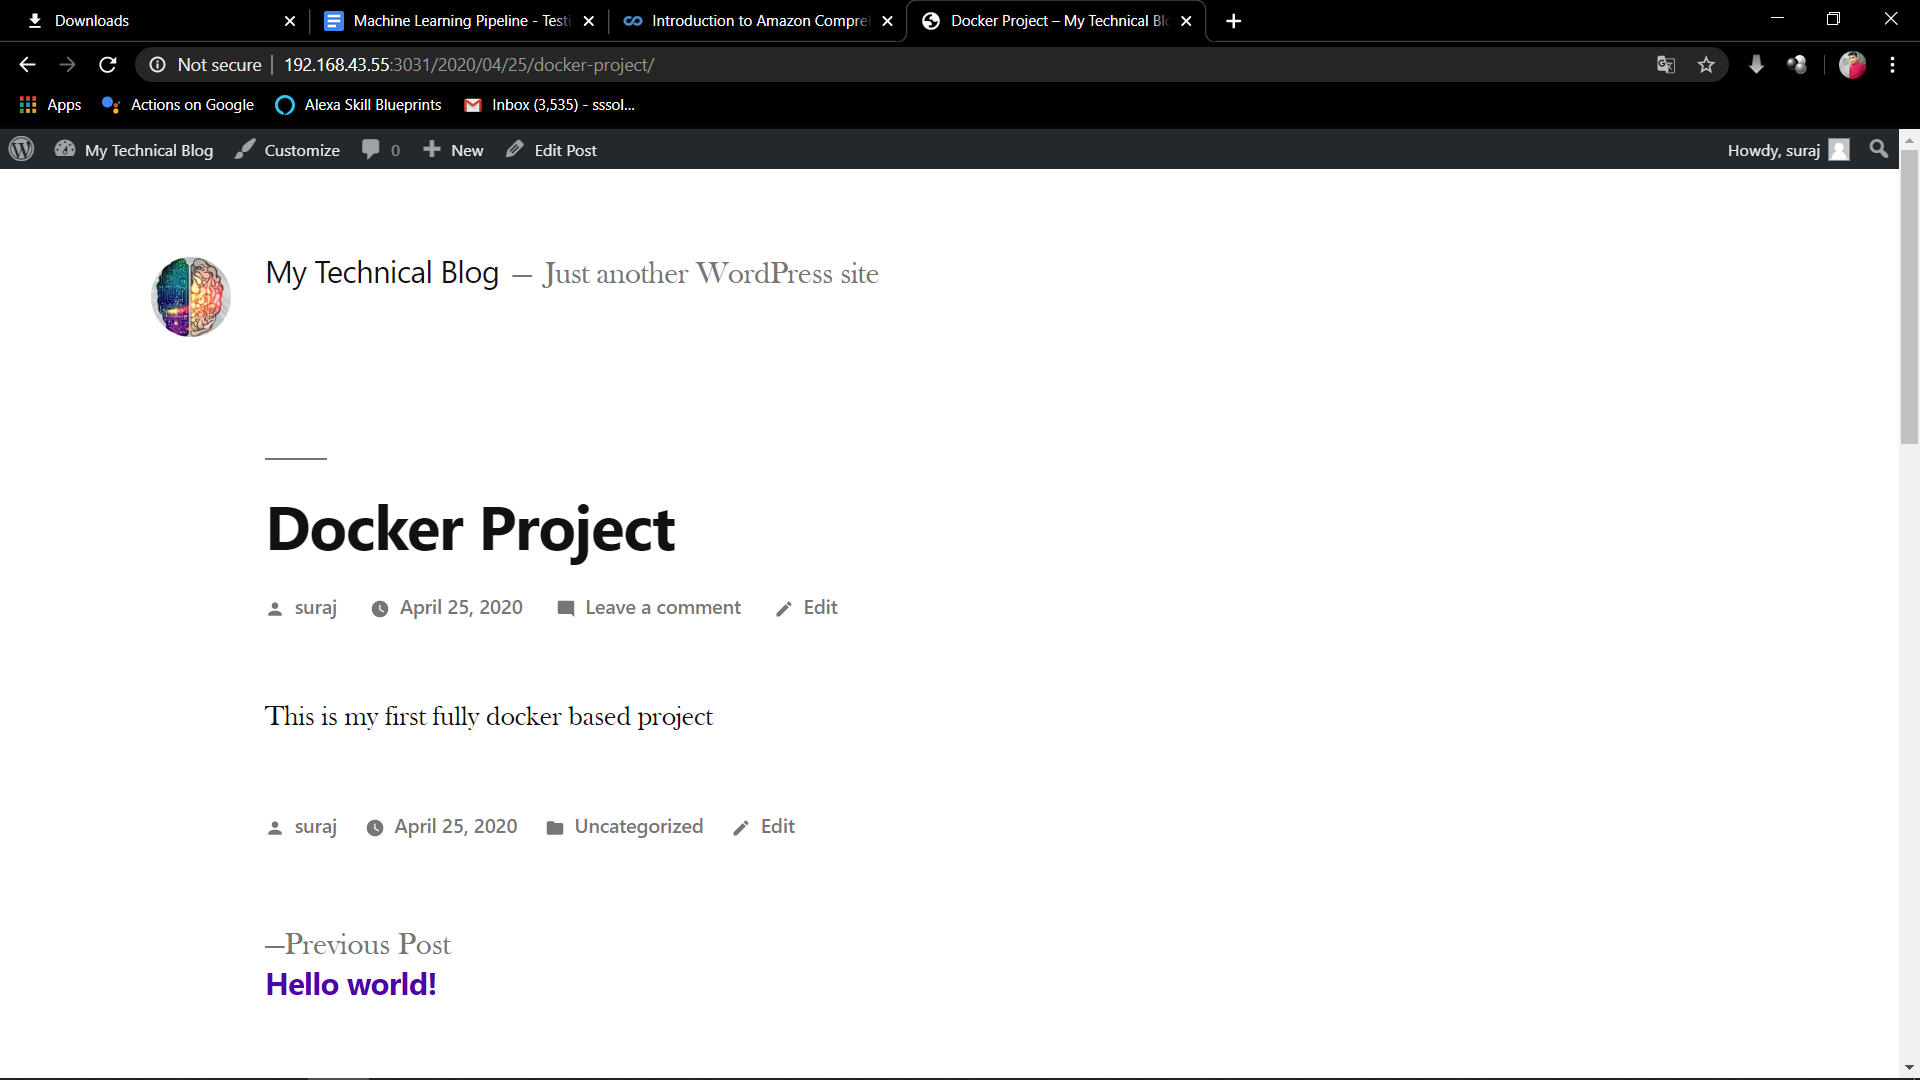 Downloads
Machine Learning Pipeline - Testi
Introduction to Amazon Compre
Docker Project – My Technical Bl
Not secure 192.168.43.55:3031/2020/04/25/docker-project/
Apps Actions on Google Alexa Skill Blueprints Inbox (3,535) - sssol...
My Technical Blog Customize 0 New Edit Post Howdy, suraj
My Technical Blog — Just another WordPress site
Docker Project
suraj April 25, 2020 Leave a comment Edit
This is my first fully docker based project
suraj April 25, 2020 Uncategorized Edit
—Previous Post
Hello world!